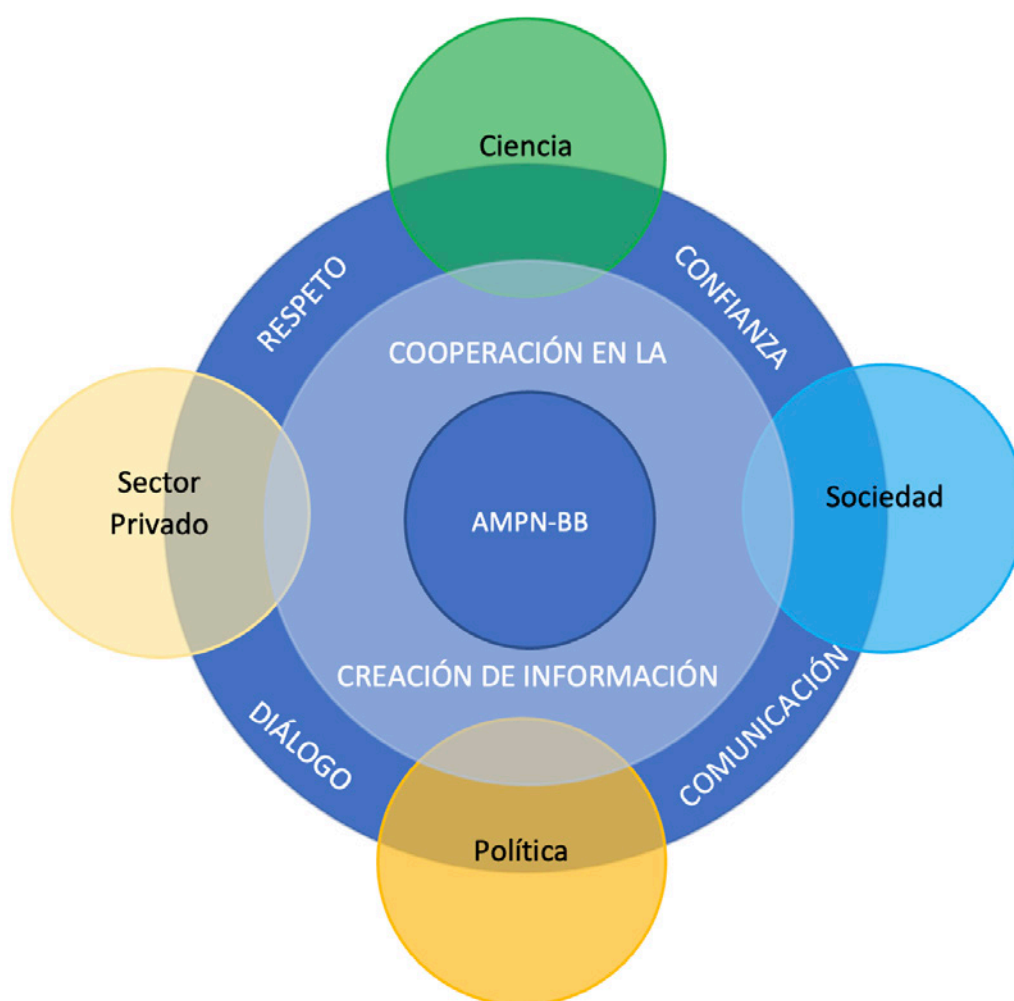 Ciencia
RESPETO
CONFIANZA
COOPERACIÓN EN LA
Sector
Privado
AMPN-BB
Sociedad
CREACIÓN DE INFORMACIÓN
DIÁLOGO
COMUNICACIÓN
Política